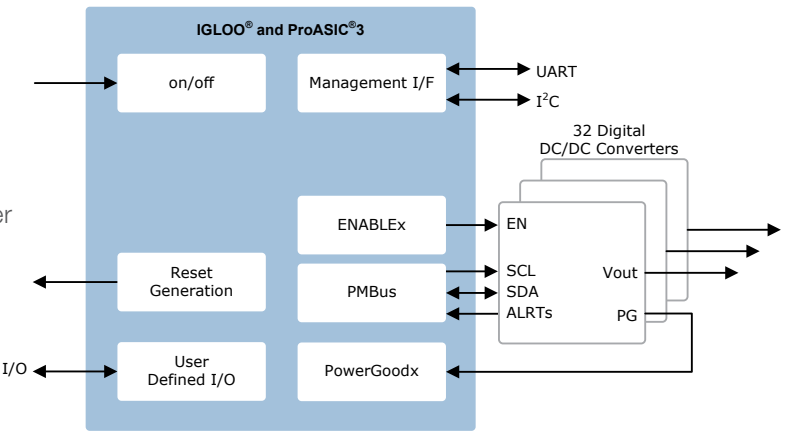 IGLOO® and ProASIC®3
on/off
Management I/F
UART
I²C
32 Digital
DC/DC Converters
er
ENABLEx
EN
Reset
Generation
PMBus
SCL
SDA
ALRTs
Vout
PG
I/O
User
Defined I/O
PowerGoodx